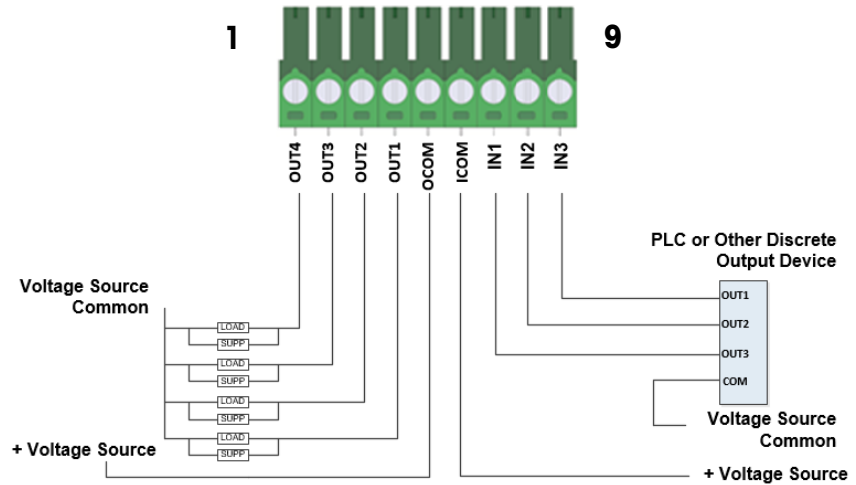 1
9
OUT4
OUT3
OUT2
OUT1
OCOM
ICOM
IN1
IN2
IN3
PLC or Other Discrete
Output Device
OUT1
OUT2
OUT3
COM
Voltage Source
Common
LOAD
SUPP
LOAD
SUPP
LOAD
SUPP
LOAD
SUPP
+ Voltage Source
Voltage Source
Common
+ Voltage Source